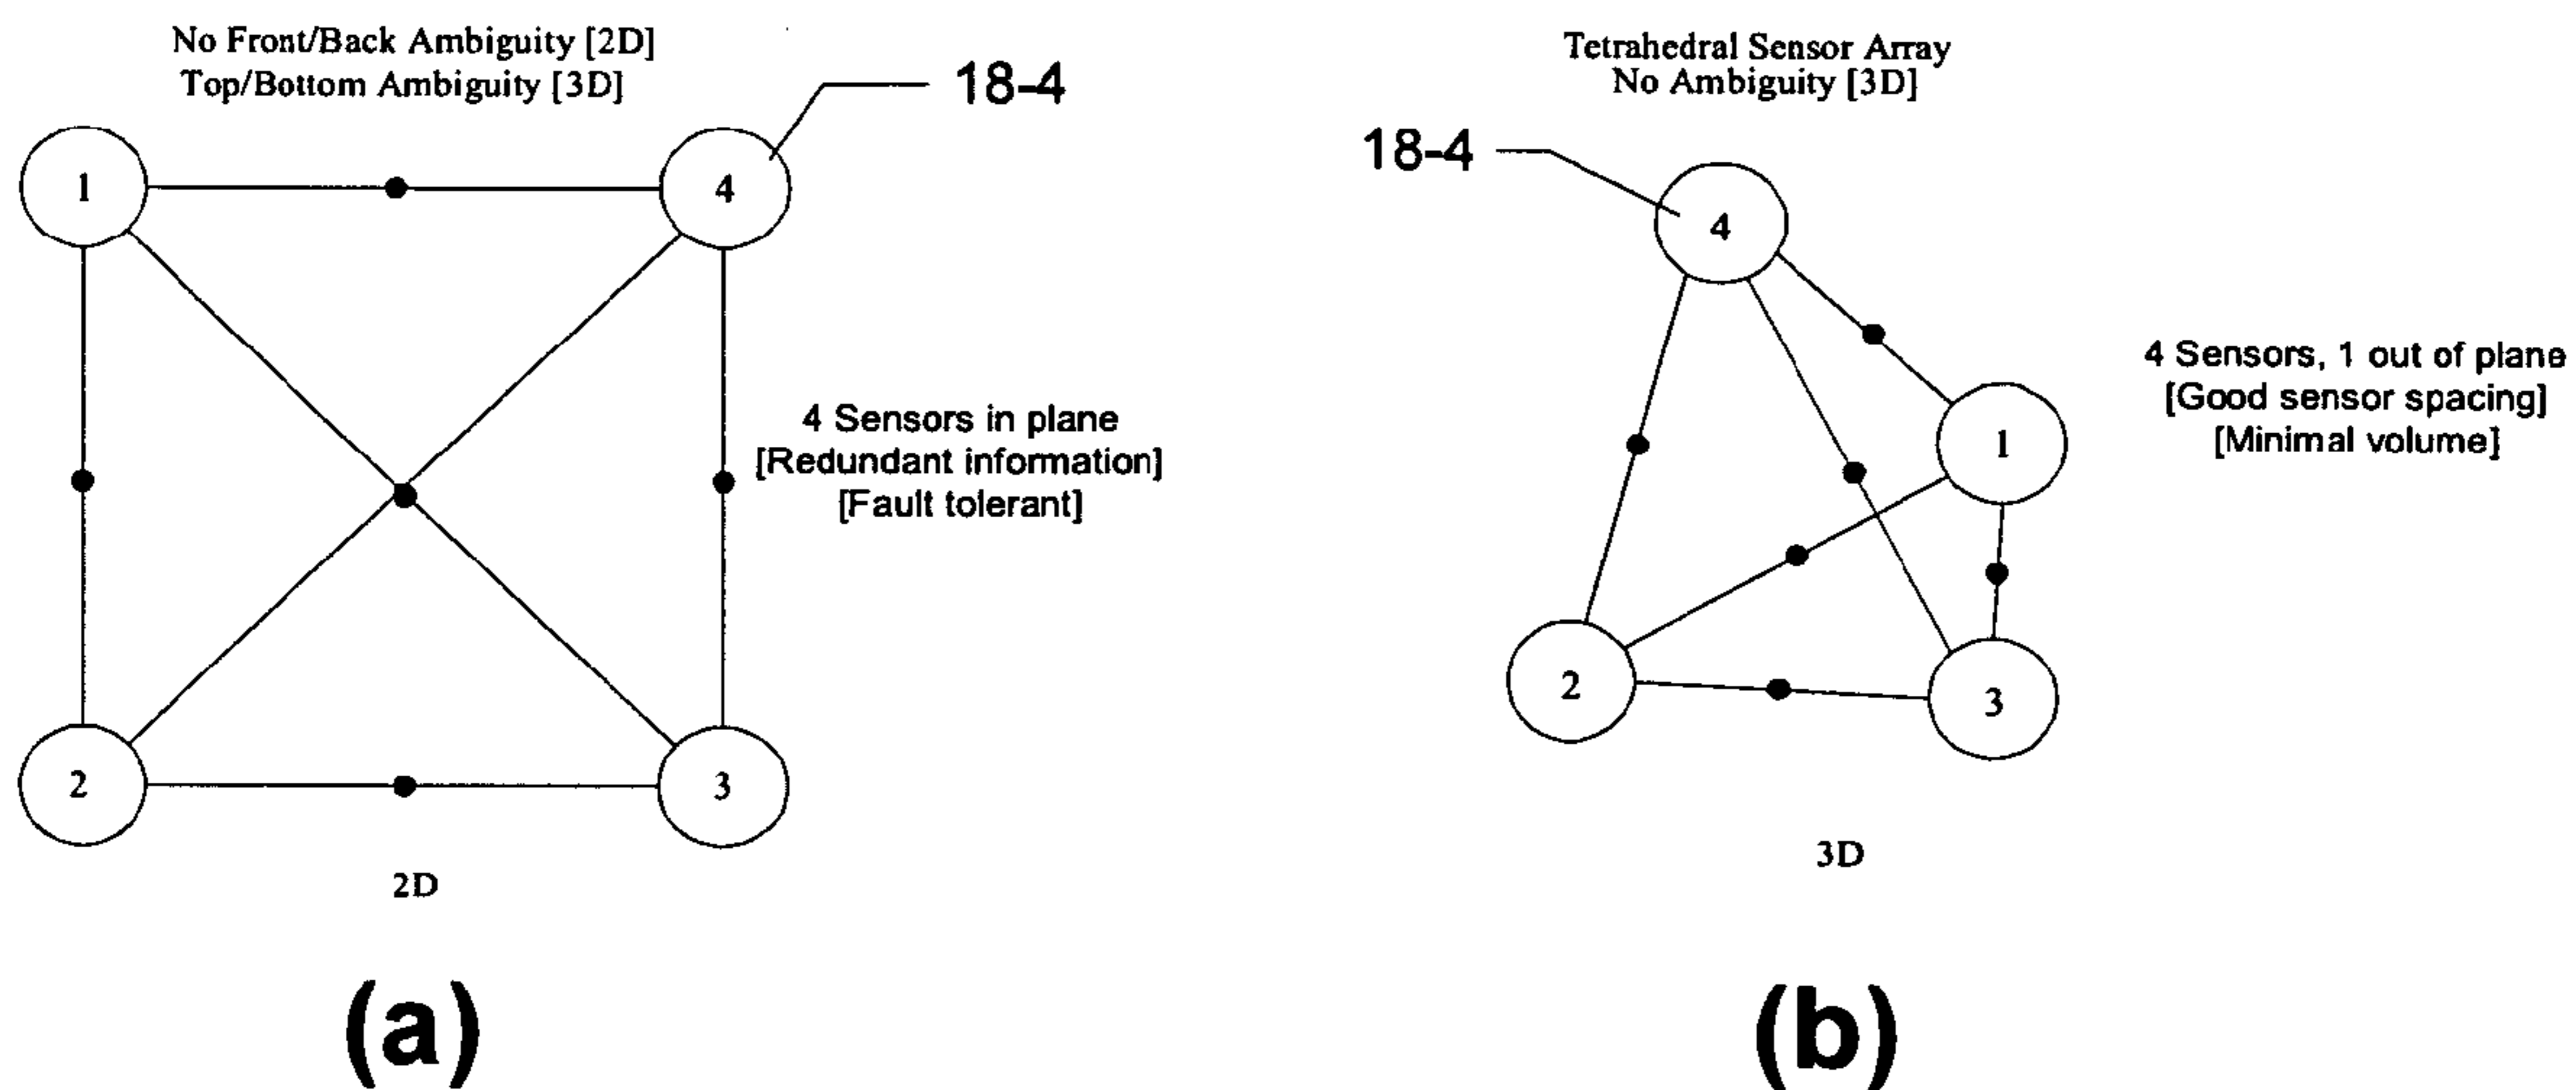 No Front/Back Ambiguity [2D]
Top/Bottom Ambiguity [3D]
18-4
1
4
4 Sensors in plane
[Redundant information]
[Fault tolerant]
2
3
2D
(a)
Tetrahedral Sensor Array
No Ambiguity [3D]
18-4
4
4 Sensors, 1 out of plane
[Good sensor spacing]
[Minimal volume]
1
2
3
3D
(b)